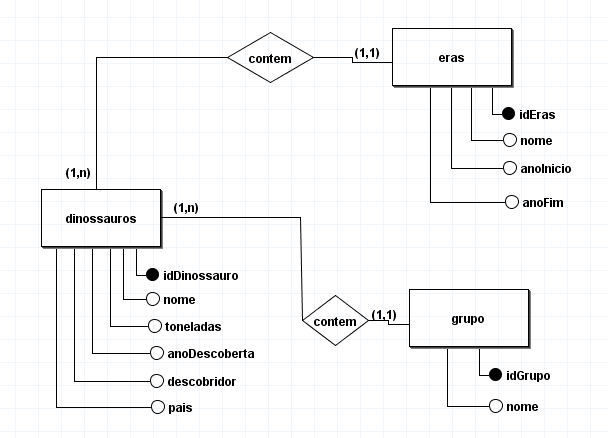 contem
(1,1)
eras
idEras
nome
anoInicio
anoFim
(1,n)
dinossauros
(1,n)
idDinossauro
nome
toneladas
anoDescoberta
descobridor
pais
contem
(1,1)
grupo
idGrupo
nome